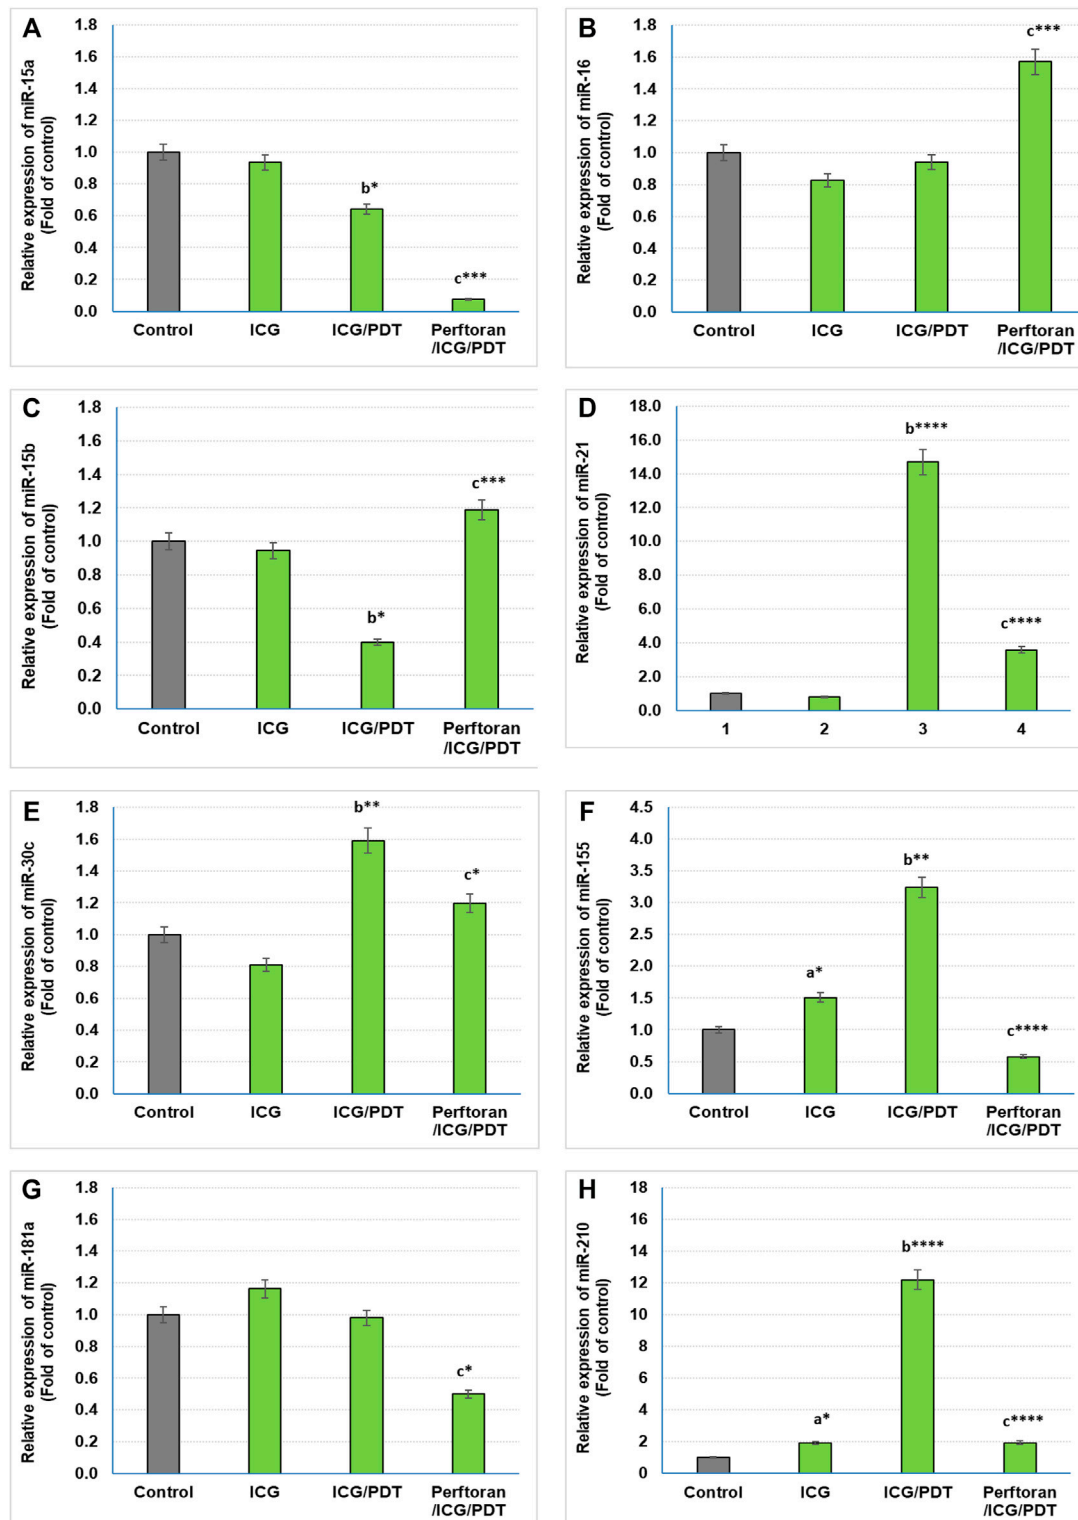 A
Relative expression of miR-15a
(Fold of control)
1.8
1.6
1.4
1.2
1.0
0.8
0.6
0.4
0.2
0.0
b*
c***
Control ICG ICG/PDT Perftoran
/ICG/PDT
B
Relative expression of miR-16
(Fold of control)
1.8
1.6
1.4
1.2
1.0
0.8
0.6
0.4
0.2
0.0
c***
Control ICG ICG/PDT Perftoran
/ICG/PDT
C
Relative expression of miR-15b
(Fold of control)
1.8
1.6
1.4
1.2
1.0
0.8
0.6
0.4
0.2
0.0
b*
c***
Control ICG ICG/PDT Perftoran
/ICG/PDT
D
Relative expression of miR-21
(Fold of control)
18.0
16.0
14.0
12.0
10.0
8.0
6.0
4.0
2.0
0.0
b****
c****
1 2 3 4
E
Relative expression of miR-30c
(Fold of control)
1.8
1.6
1.4
1.2
1.0
0.8
0.6
0.4
0.2
0.0
b**
c*
Control ICG ICG/PDT Perftoran
/ICG/PDT
F
Relative expression of miR-155
(Fold of control)
4.5
4.0
3.5
3.0
2.5
2.0
1.5
1.0
0.5
0.0
a*
b**
c****
Control ICG ICG/PDT Perftoran
/ICG/PDT
G
Relative expression of miR-181a
(Fold of control)
1.8
1.6
1.4
1.2
1.0
0.8
0.6
0.4
0.2
0.0
c*
Control ICG ICG/PDT Perftoran
/ICG/PDT
H
Relative expression of miR-210
(Fold of control)
18
16
14
12
10
8
6
4
2
0
a*
b****
c****
Control ICG ICG/PDT Perftoran
/ICG/PDT